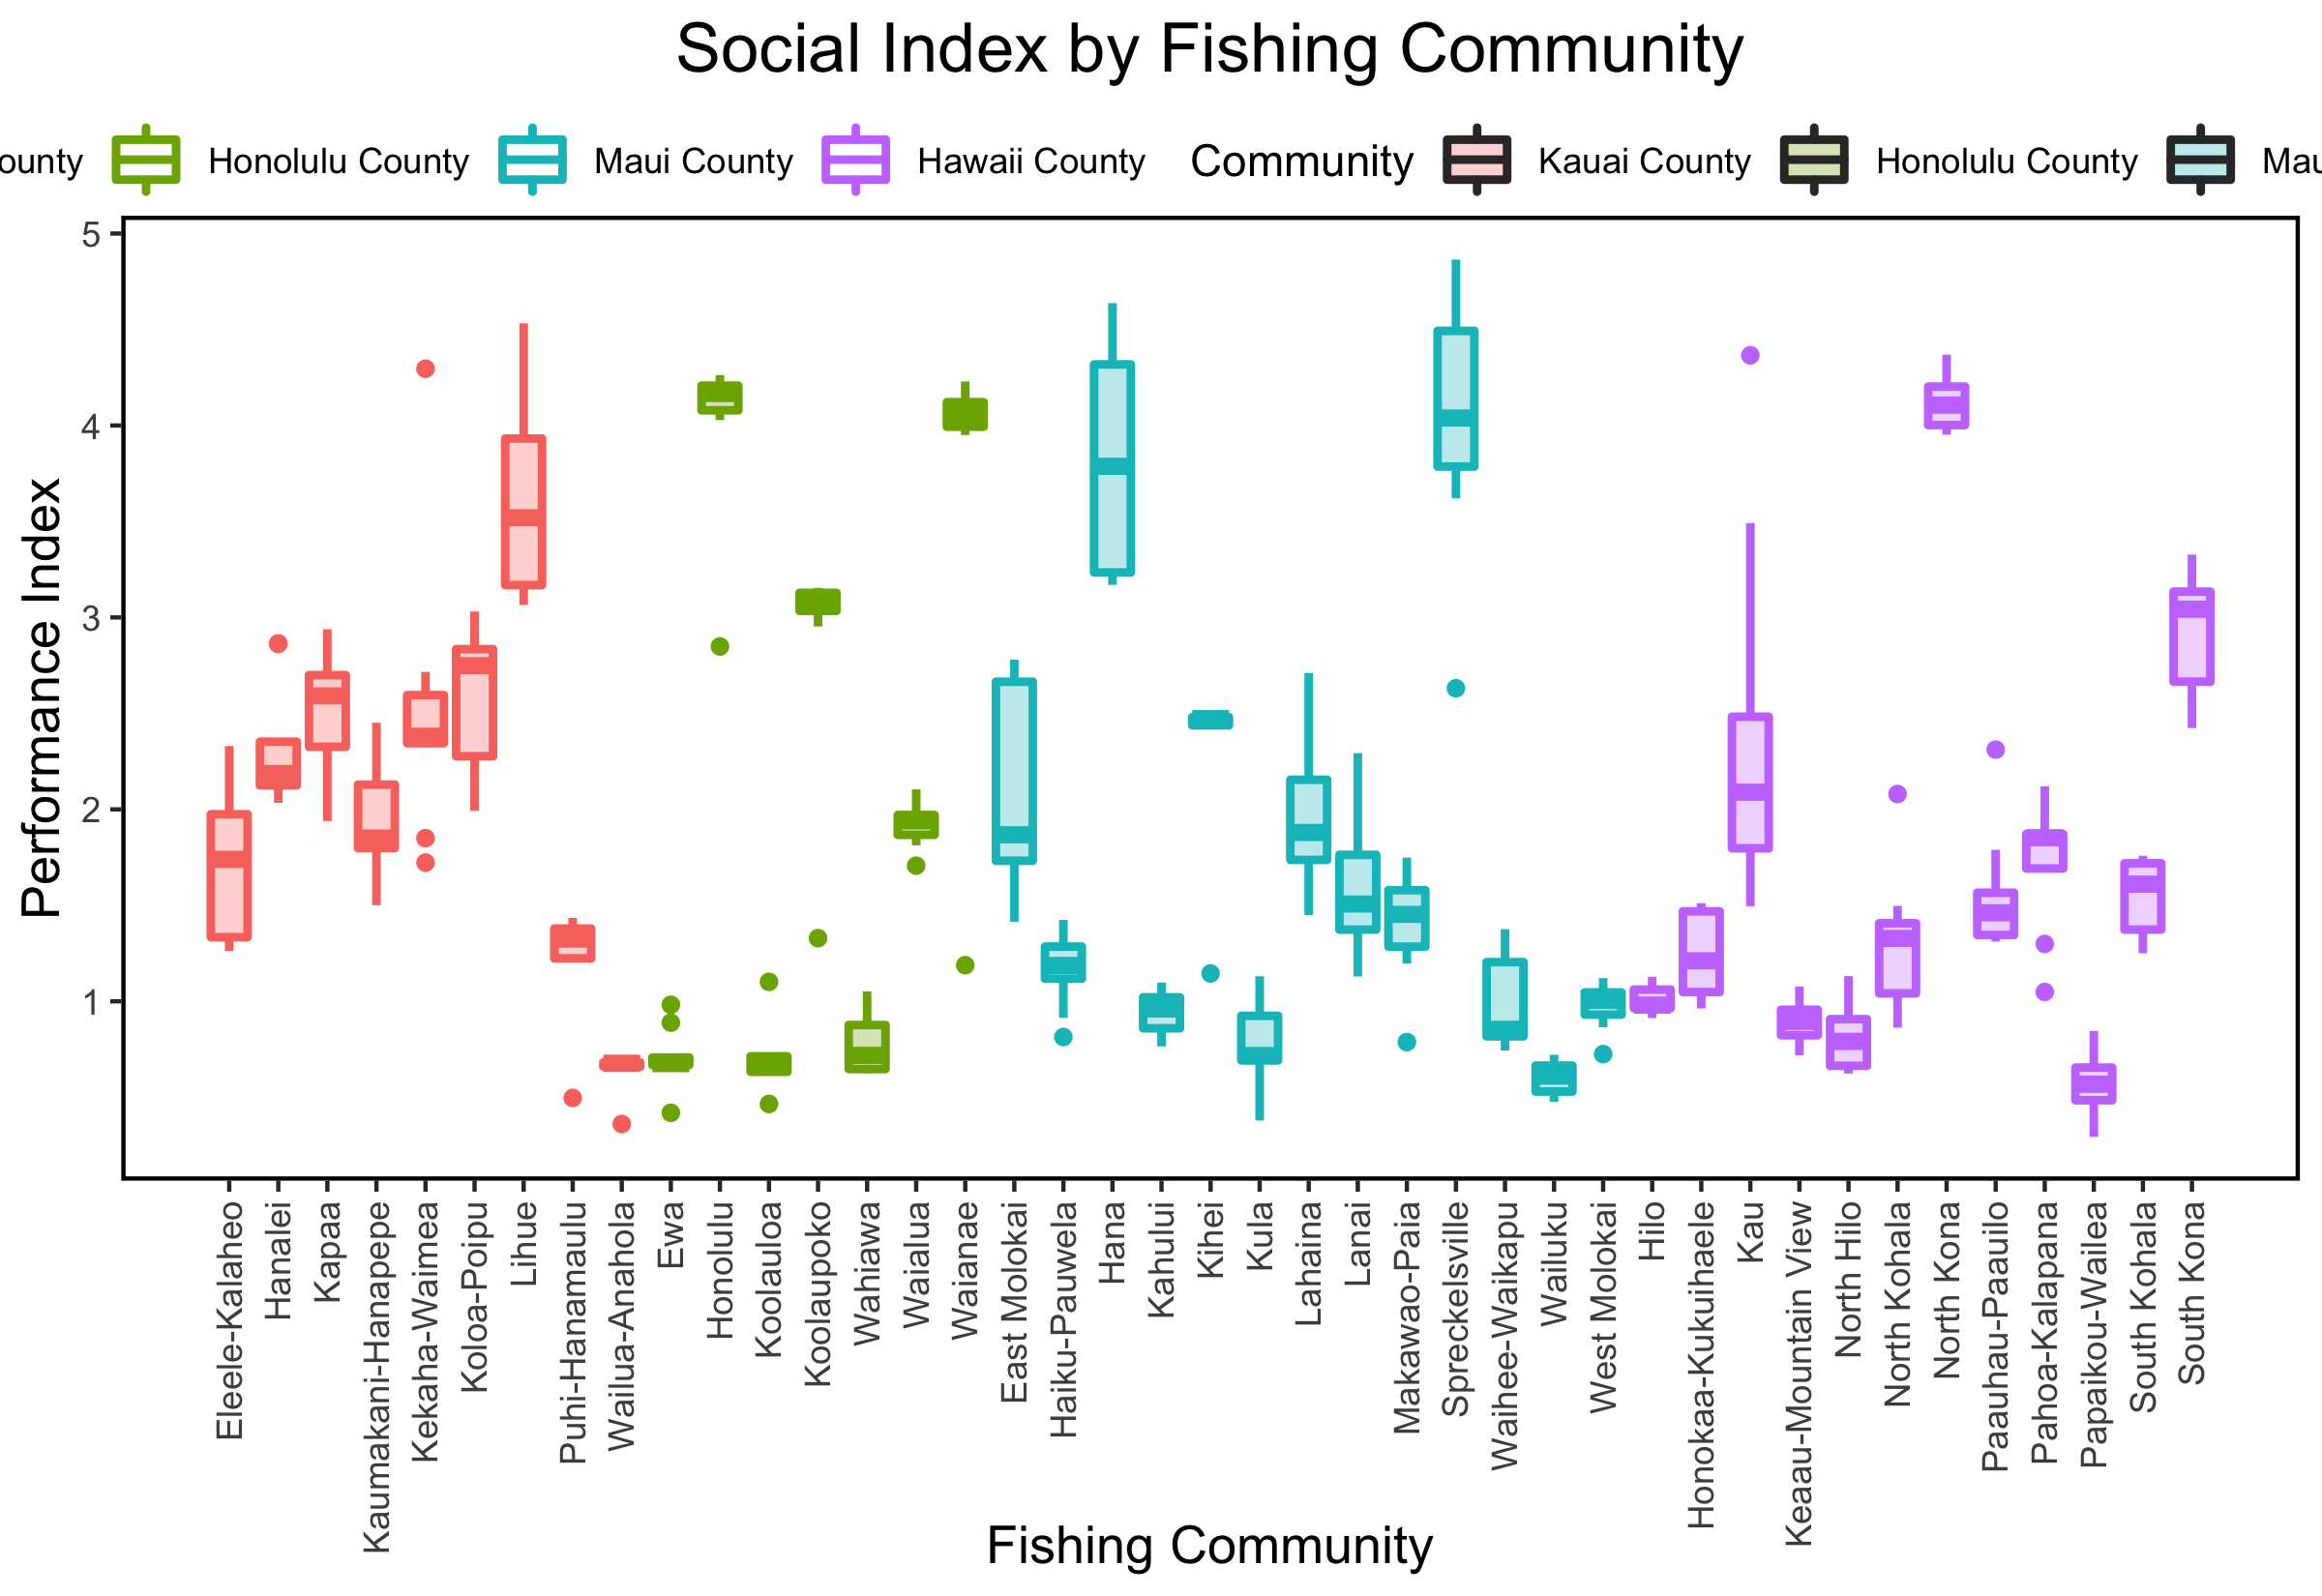 Social Index by Fishing Community
ounty Honolulu County Maui County Hawaii County Community Kauai County Honolulu County Mau
Performance Index
5
4
3
2
1
Eleele-Kalaheo
Hanalei
Kapaa
Kaumakani-Hanapepe
Kekaha-Waimea
Koloa-Poipu
Lihue
Puhi-Hanamaulu
Wailua-Anahola
Ewa
Honolulu
Koolauloa
Koolaupoko
Wahiawa
Waialua
Waianae
East Molokai
Haiku-Pauwela
Hana
Kahului
Kihei
Kula
Lahaina
Lanai
Makawao-Paia
Spreckelsville
Waihee-Waikapu
Wailuku
West Molokai
Hilo
Honokaa-Kukuihaele
Kau
Keaau-Mountain View
North Hilo
North Kohala
North Kona
Paauhau-Paauilo
Pahoa-Kalapana
Papaikou-Wailea
South Kohala
South Kona
Fishing Community